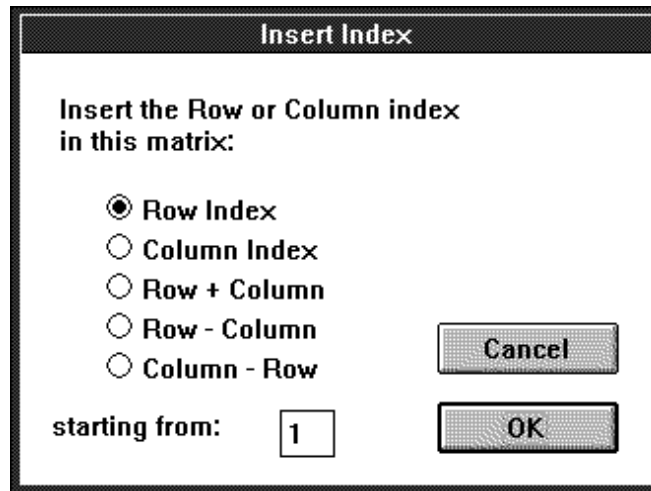 Insert Index
Insert the Row or Column index
in this matrix:
Row Index
Column Index
Row + Column
Row - Column
Column - Row
Cancel
starting from: 1
OK